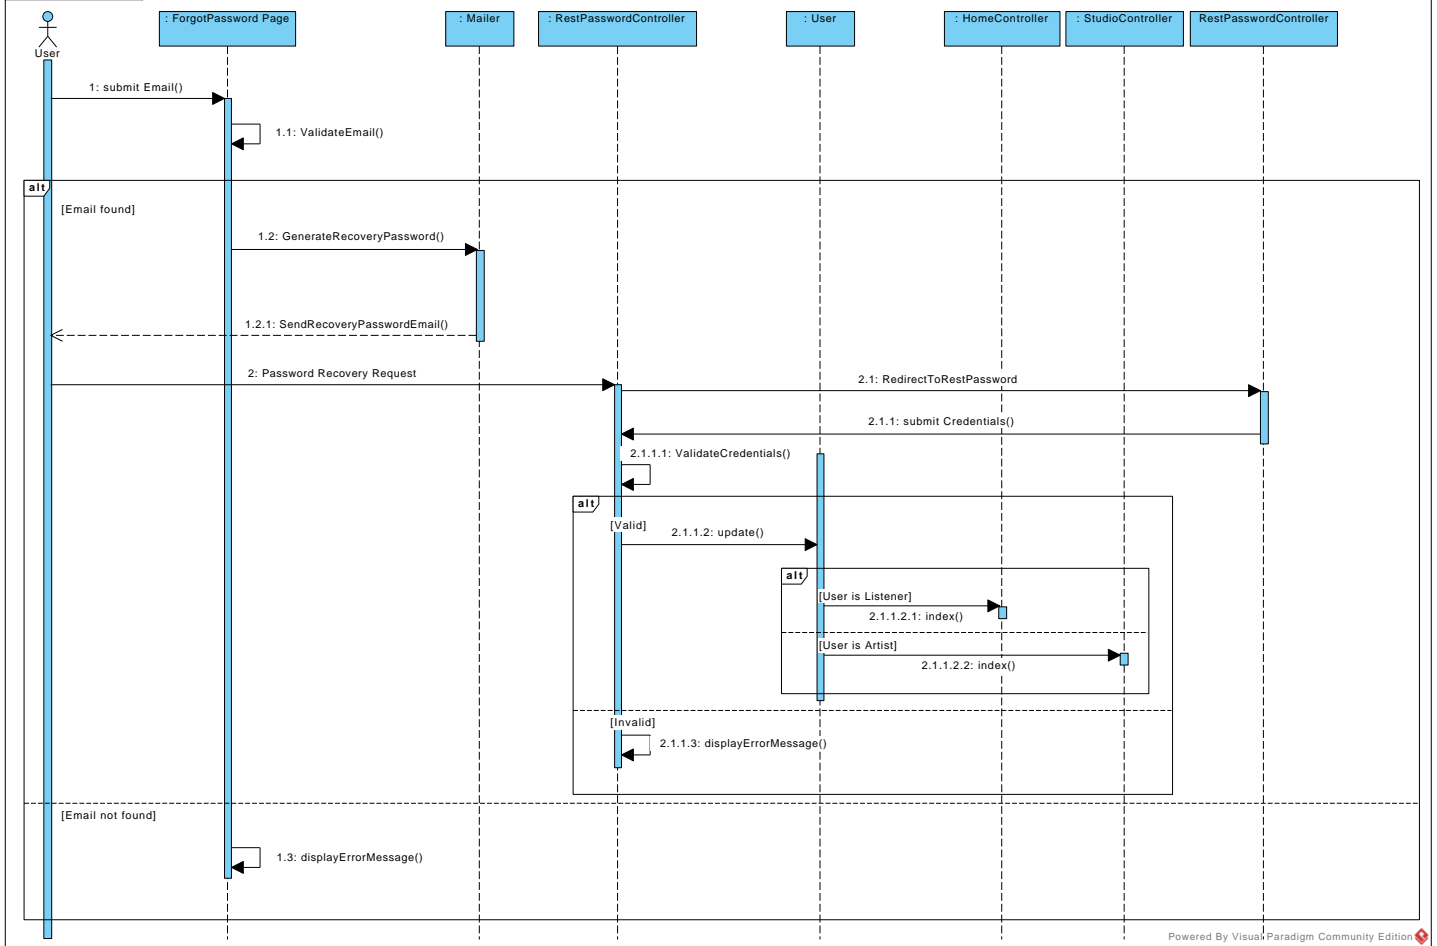 : ForgotPassword Page
: Mailer
: RestPasswordController
: User
: HomeController
: StudioController
RestPasswordController
User
1: submit Email()
1.1: ValidateEmail()
alt
[Email found]
1.2: GenerateRecoveryPassword()
1.2.1: SendRecoveryPasswordEmail()
2: Password Recovery Request
2.1: RedirectToRestPassword
2.1.1: submit Credentials()
2.1.1.1: ValidateCredentials()
alt
[Valid]
2.1.1.2: update()
alt
[User is Listener]
2.1.1.2.1: index()
[User is Artist]
2.1.1.2.2: index()
[Invalid]
2.1.1.3: displayErrorMessage()
[Email not found]
1.3: displayErrorMessage()
Powered By Visual Paradigm Community Edition